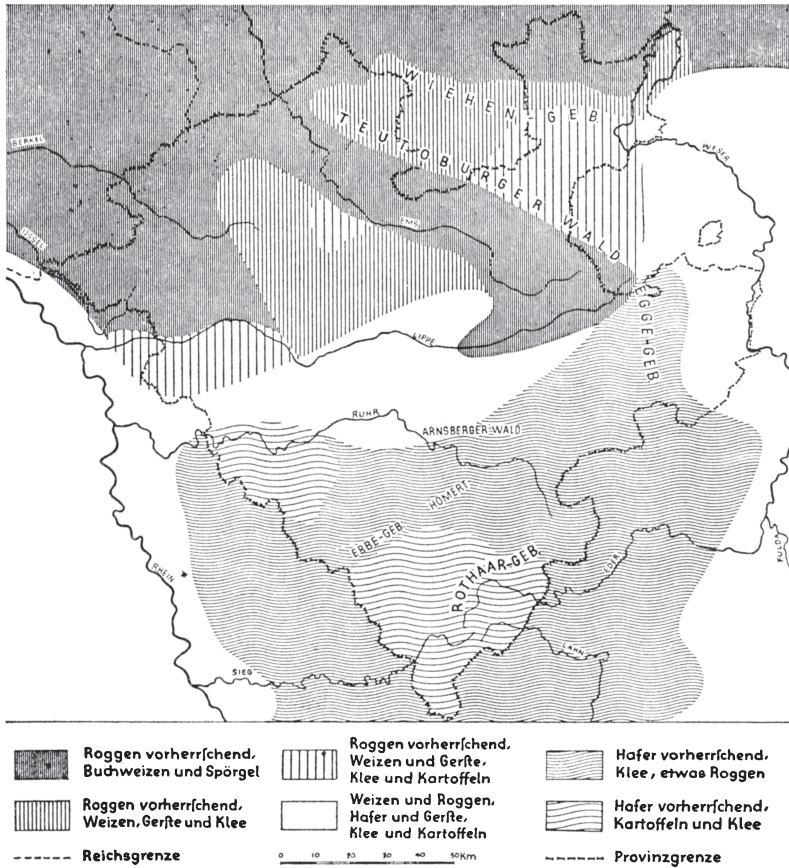 WIEHEN GEB
TEUTOBURGER WALD
BERKEL
WESER
EMS
ISSEL
EGGE-GEB
LIPPE
RUHR
ARNSBERGER-WALD
HOMERT
EBBE-GEB.
ROTHAAR-GEB.
EDER
FULDA
RHEIN
LAHN
SIEG
Roggen vorherrſchend,
Buchweizen und Spörgel
Roggen vorherrſchend,
Weizen und Gerſte,
Klee und Kartoffeln
Hafer vorherrſchend,
Klee, etwas Roggen
Roggen vorherrſchend,
Weizen, Gerſte und Klee
Weizen und Roggen,
Hafer und Gerſte,
Klee und Kartoffeln
Hafer vorherrſchend,
Kartoffeln und Klee
Reichsgrenze
0 10 20 30 40 50Km
Provinzgrenze